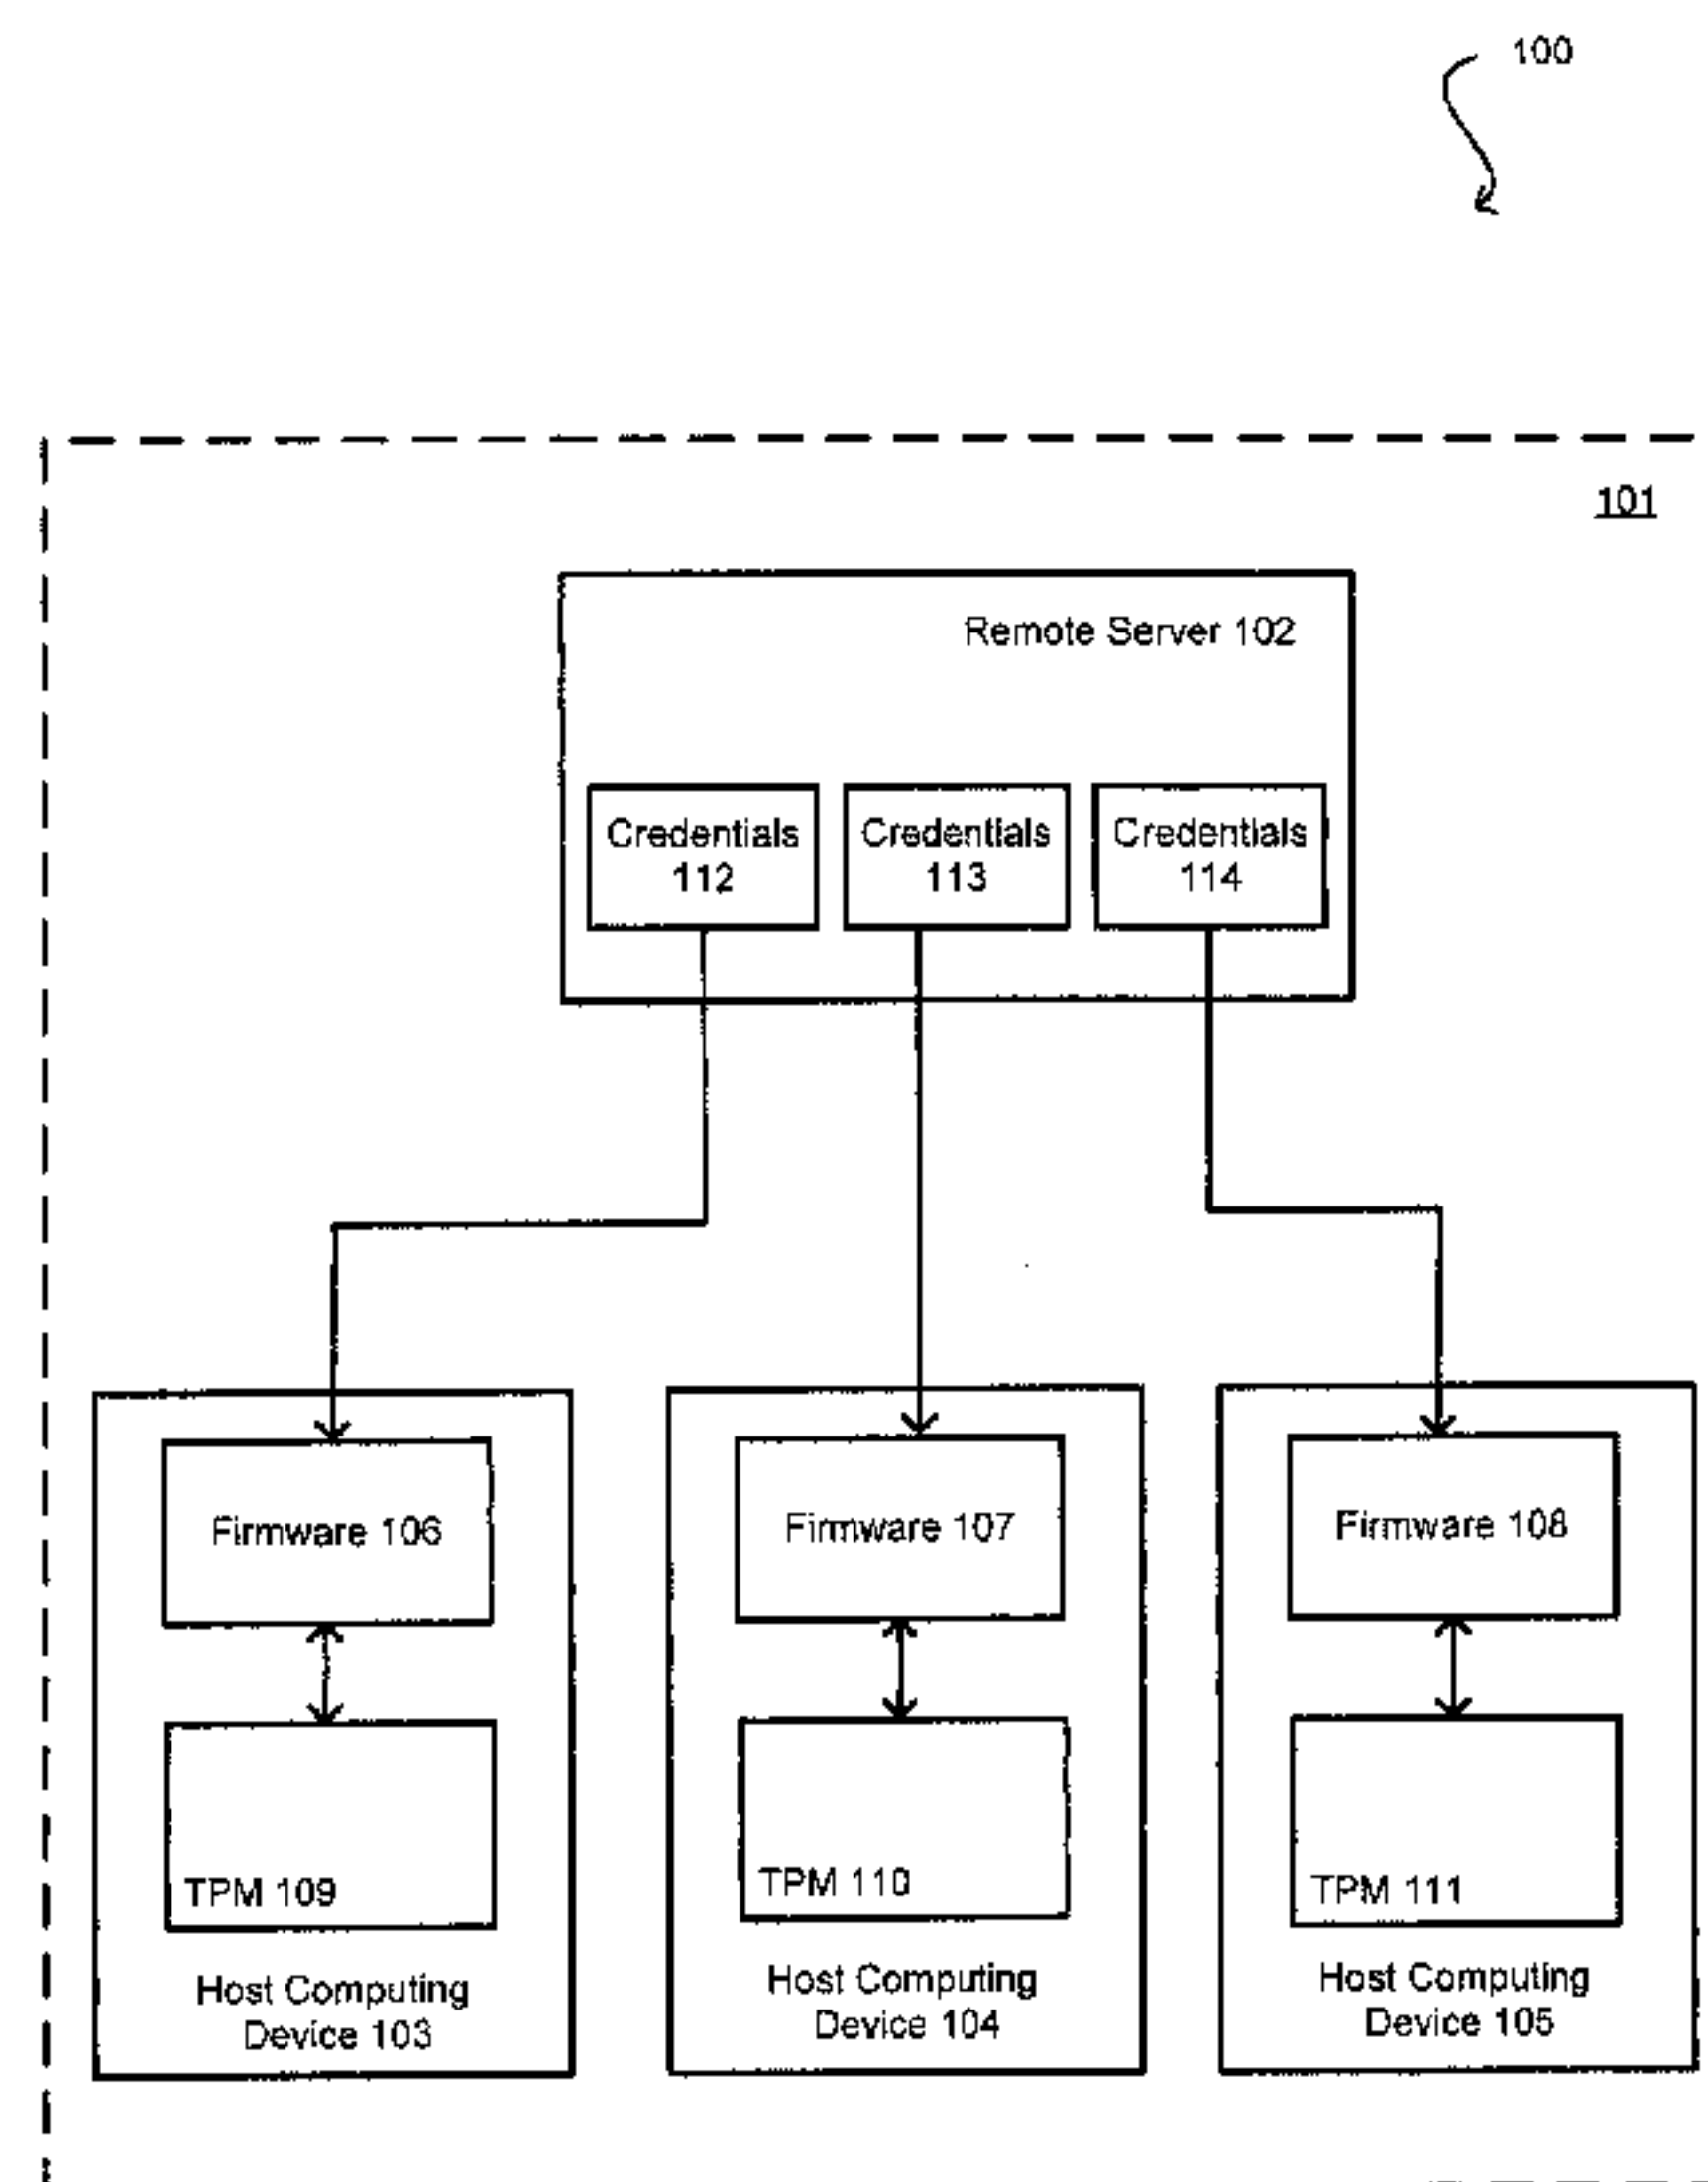 100
101
Remote Server 102
Credentials
112
Credentials
113
Credentials
114
Firmware 106
Firmware 107
Firmware 108
TPM 109
TPM 110
TPM 111
Host Computing
Device 103
Host Computing
Device 104
Host Computing
Device 105